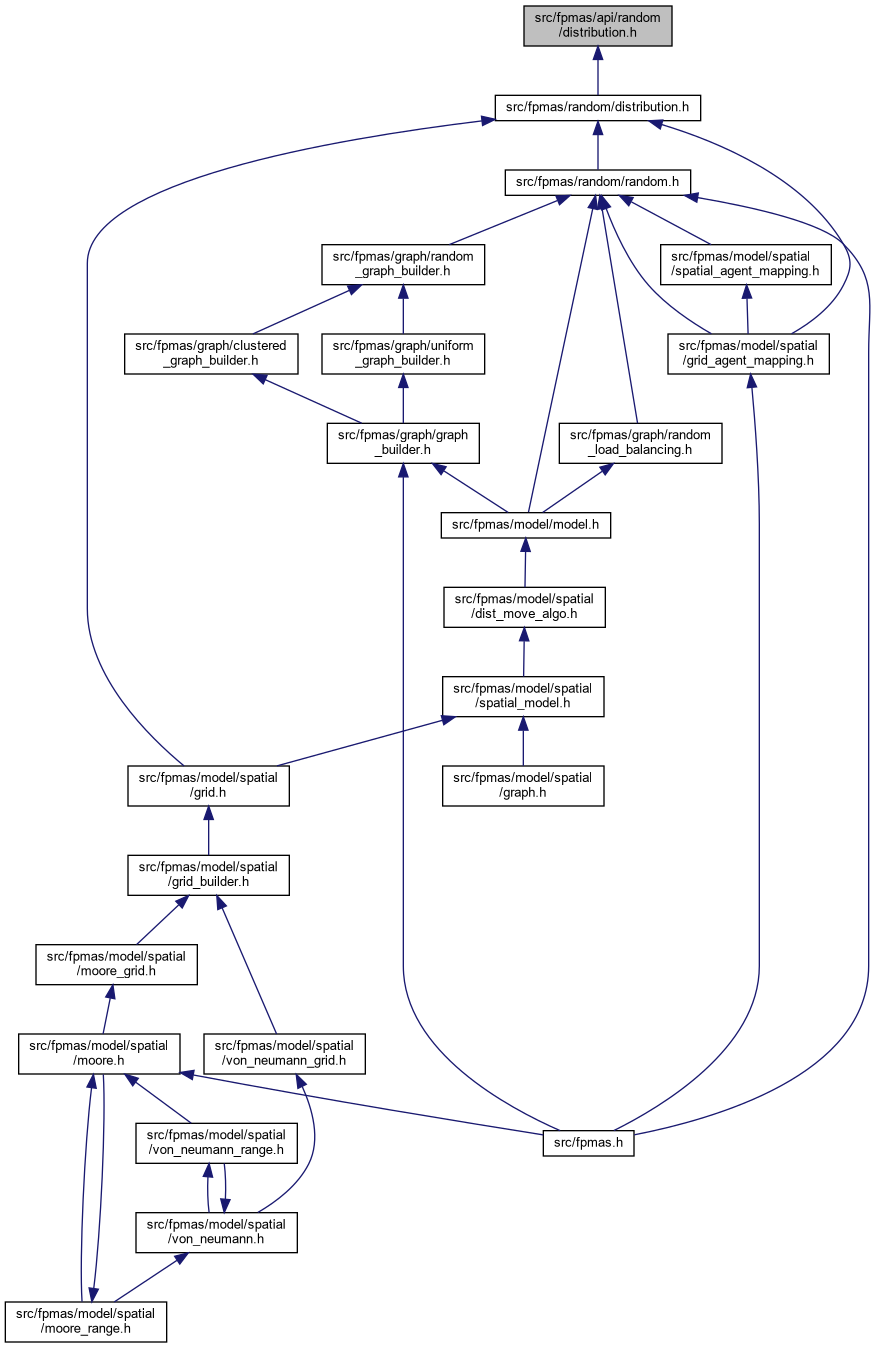 src/fpmas/api/random
/distribution.h
src/fpmas/random/distribution.h
src/fpmas/random/random.h
src/fpmas/graph/random
_graph_builder.h
src/fpmas/model/spatial
/spatial_agent_mapping.h
src/fpmas/graph/clustered
_graph_builder.h
src/fpmas/graph/uniform
_graph_builder.h
src/fpmas/model/spatial
/grid_agent_mapping.h
src/fpmas/graph/graph
_builder.h
src/fpmas/graph/random
_load_balancing.h
src/fpmas/model/model.h
src/fpmas/model/spatial
/dist_move_algo.h
src/fpmas/model/spatial
/spatial_model.h
src/fpmas/model/spatial
/grid.h
src/fpmas/model/spatial
/graph.h
src/fpmas/model/spatial
/grid_builder.h
src/fpmas/model/spatial
/moore_grid.h
src/fpmas/model/spatial
/moore.h
src/fpmas/model/spatial
/von_neumann_grid.h
src/fpmas/model/spatial
/von_neumann_range.h
src/fpmas.h
src/fpmas/model/spatial
/von_neumann.h
src/fpmas/model/spatial
/moore_range.h